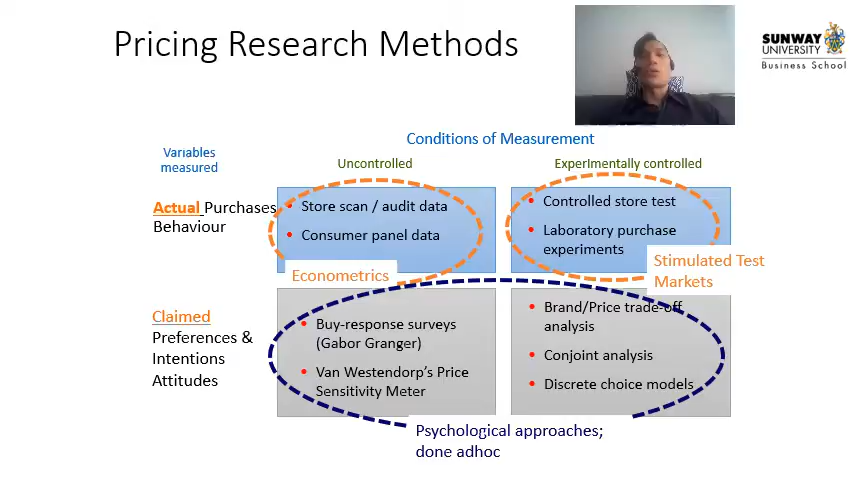 Pricing Research Methods
SUNWAY
UNIVERSITY
Business School
Conditions of Measurement
Variables
measured
Uncontrolled
Experimentally controlled
Actual Purchases
Behaviour
• Store scan / audit data
• Consumer panel data
• Controlled store test
• Laboratory purchase
experiments
Econometrics
Stimulated Test
Markets
Claimed
Preferences &
Intentions
Attitudes
• Buy-response surveys
(Gabor Granger)
• Van Westendorp's Price
Sensitivity Meter
• Brand/Price trade-off
analysis
• Conjoint analysis
• Discrete choice models
Psychological approaches;
done adhoc